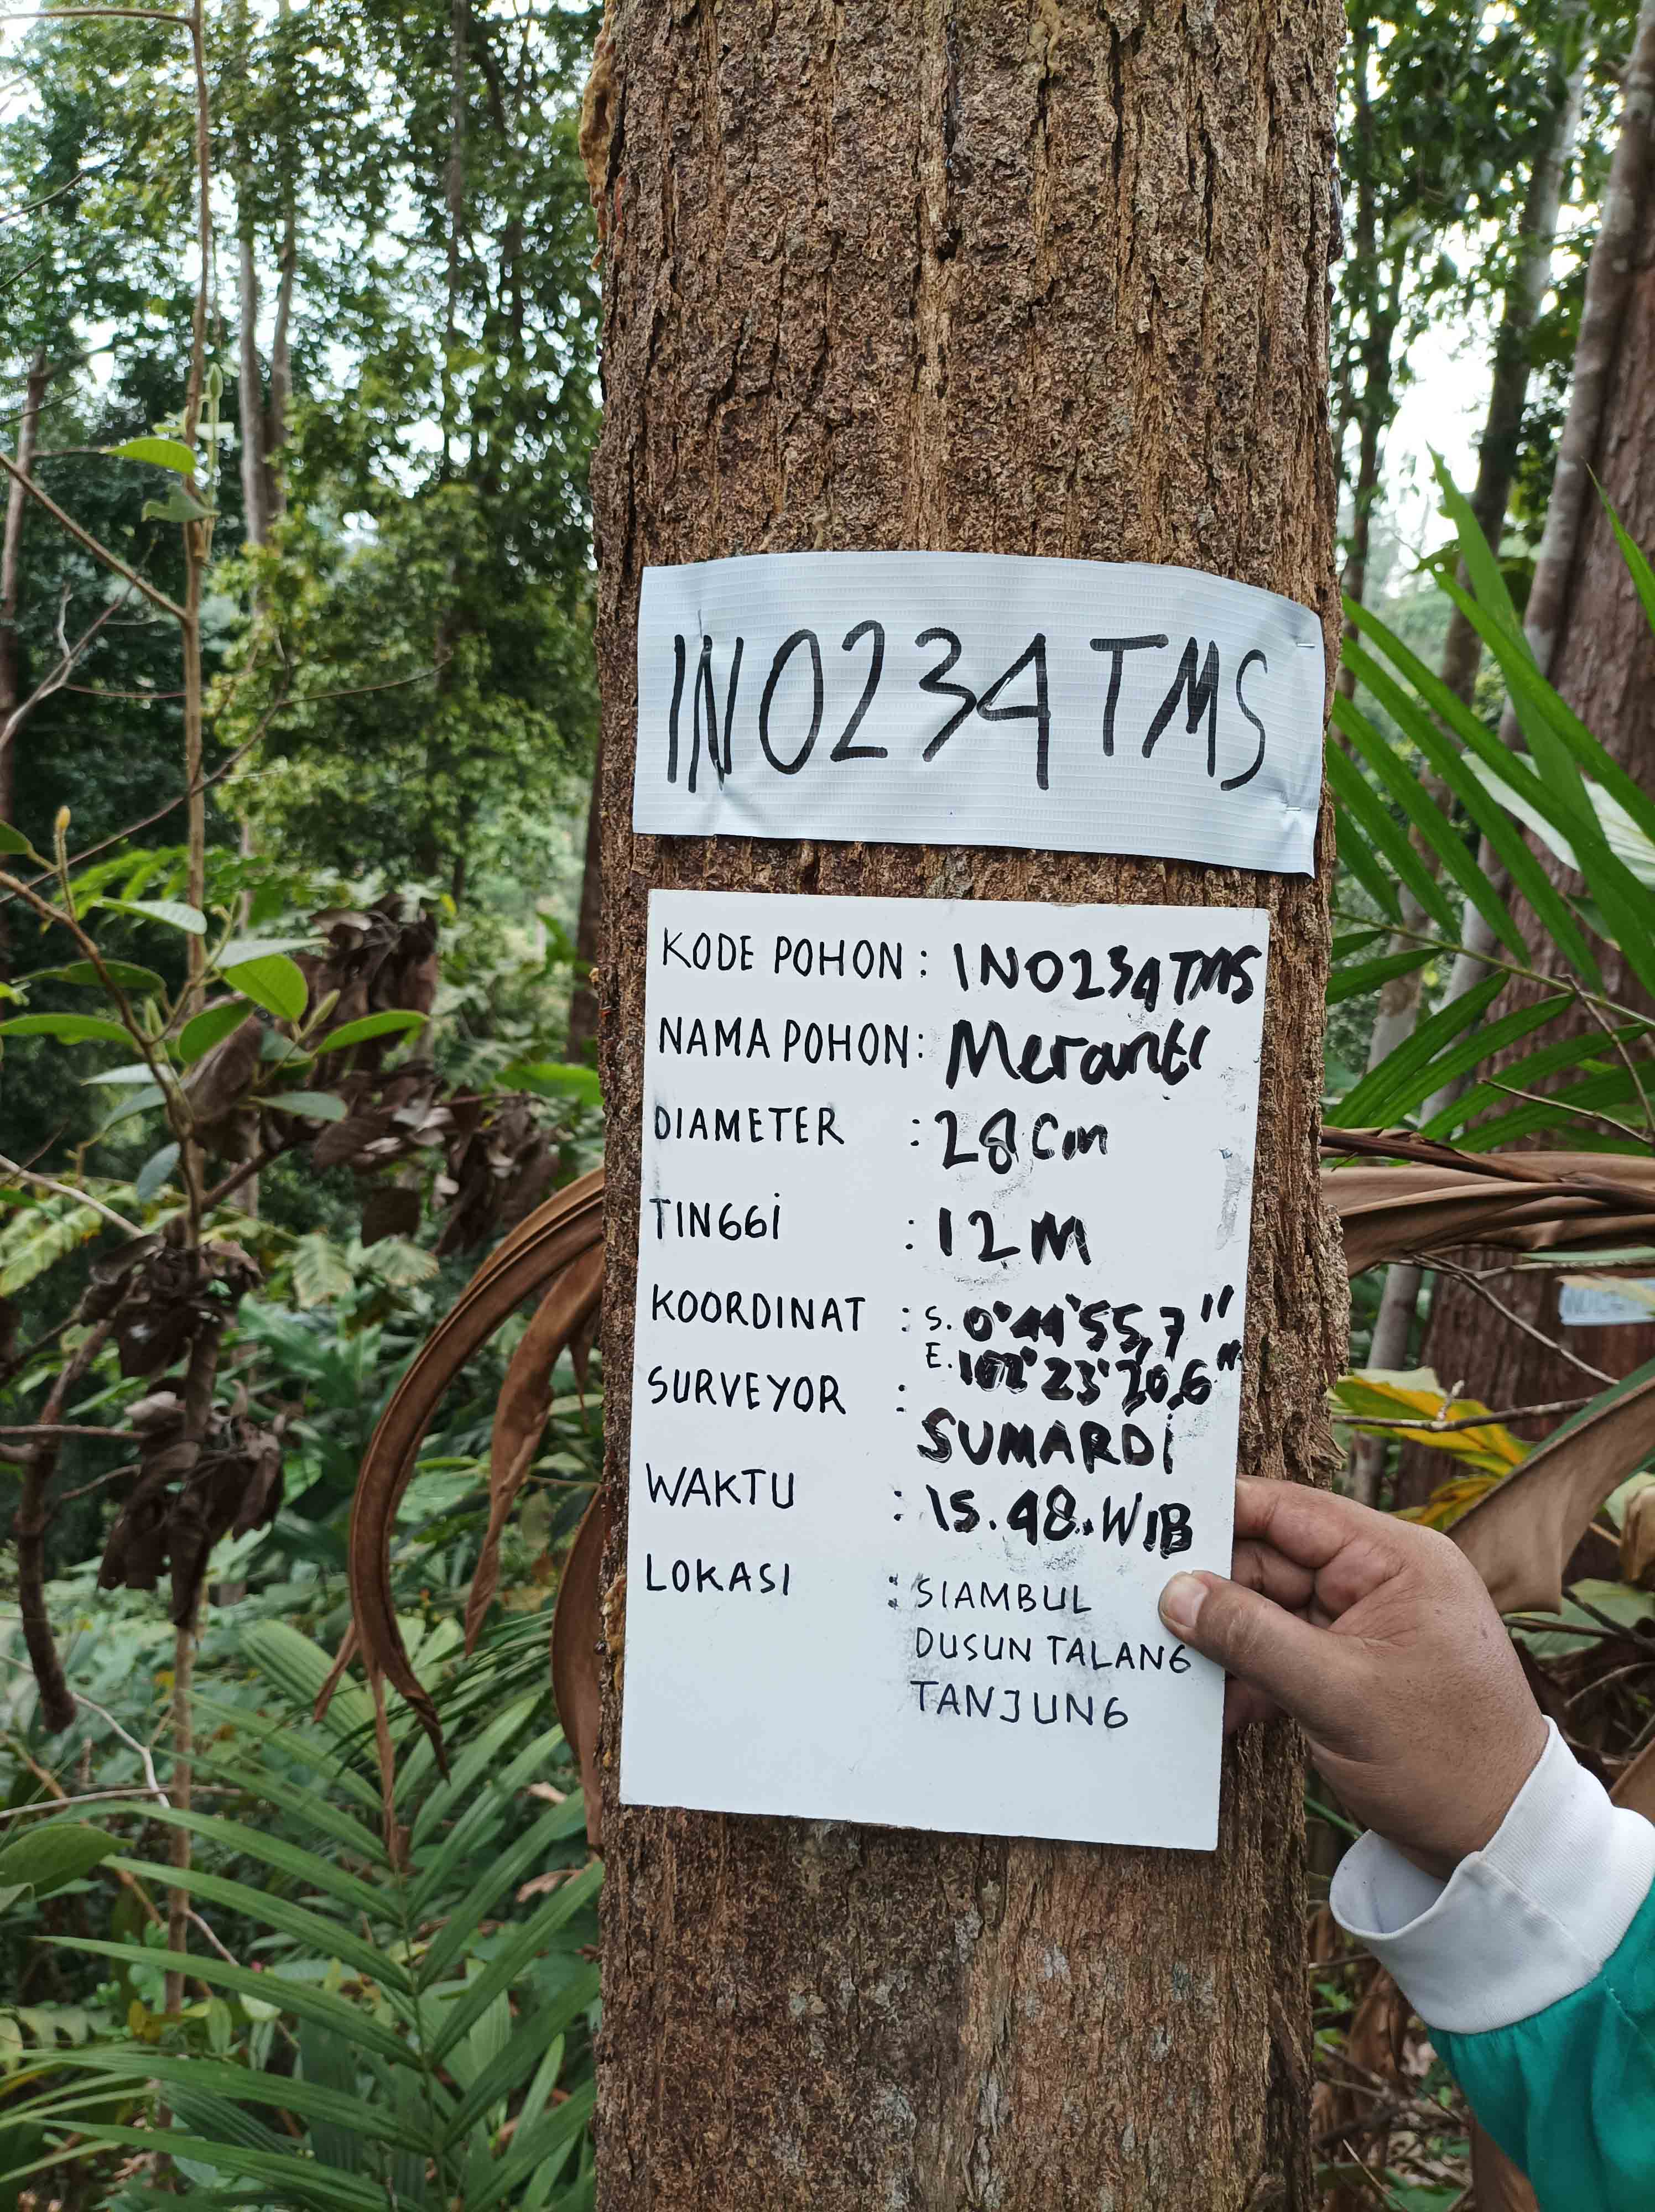 IN0234TMS
KODE POHON : IN0234TMS
NAMA POHON : Meranti
DIAMETER : 28 Cm
TINGGi : 12 M
KOORDINAT : S. 0°44'55,7"
E. 102°23'20,6"
SURVEYOR : SUMARDi
WAKTU : 15.48.WIB
LOKASI : SIAMBUL
DUSUN TALANG
TANJUNG